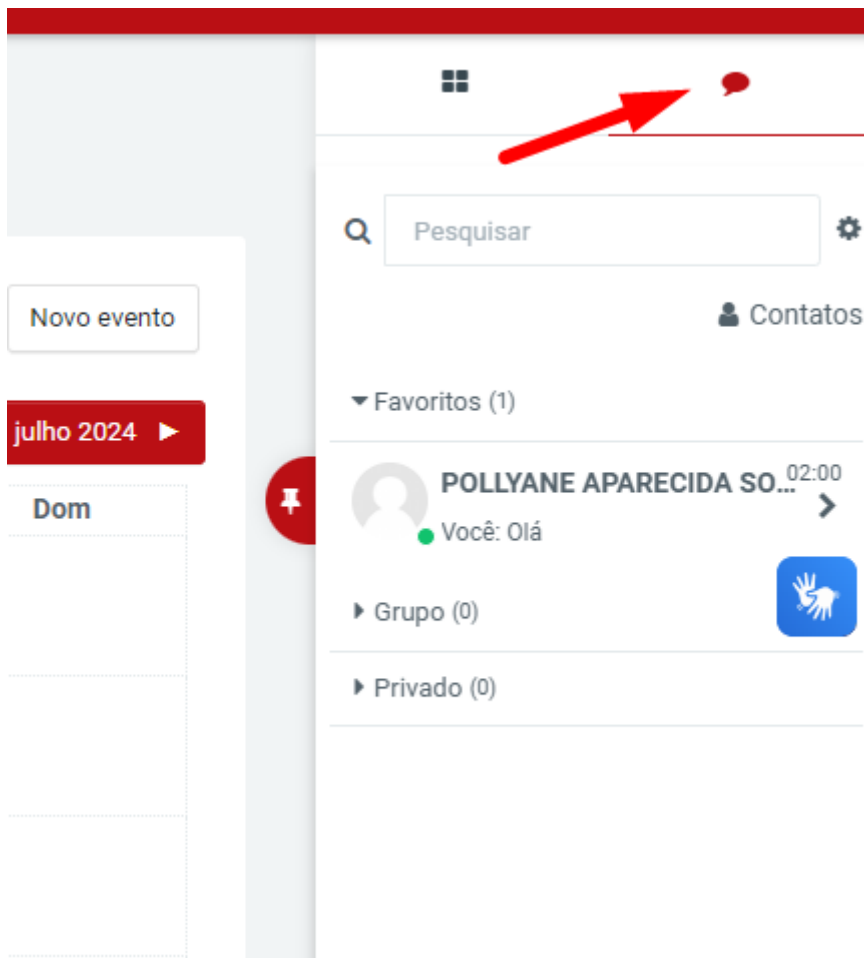 Novo evento
julho 2024 ▶
Dom
Pesquisar
Contatos
Favoritos (1)
POLLYANE APARECIDA SO...
02:00
Você: Olá
Grupo (0)
Privado (0)